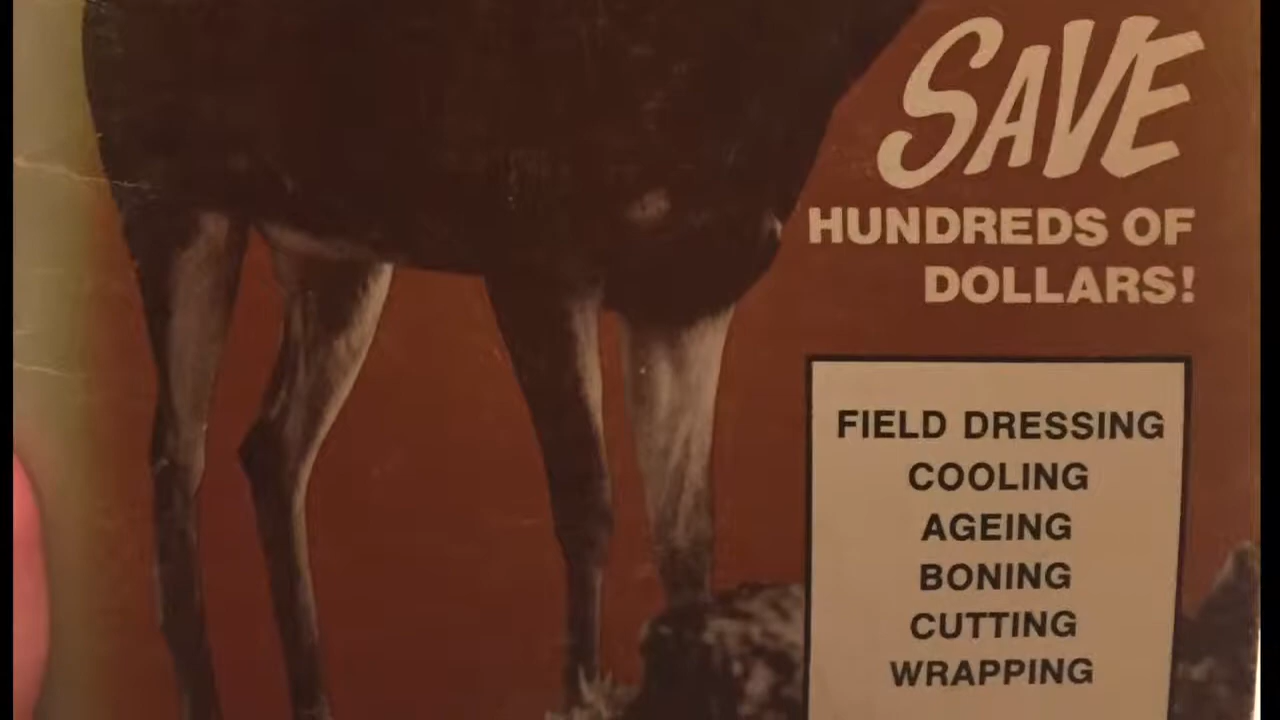 SAVE
HUNDREDS OF
DOLLARS!
FIELD DRESSING
COOLING
AGEING
BONING
CUTTING
WRAPPING